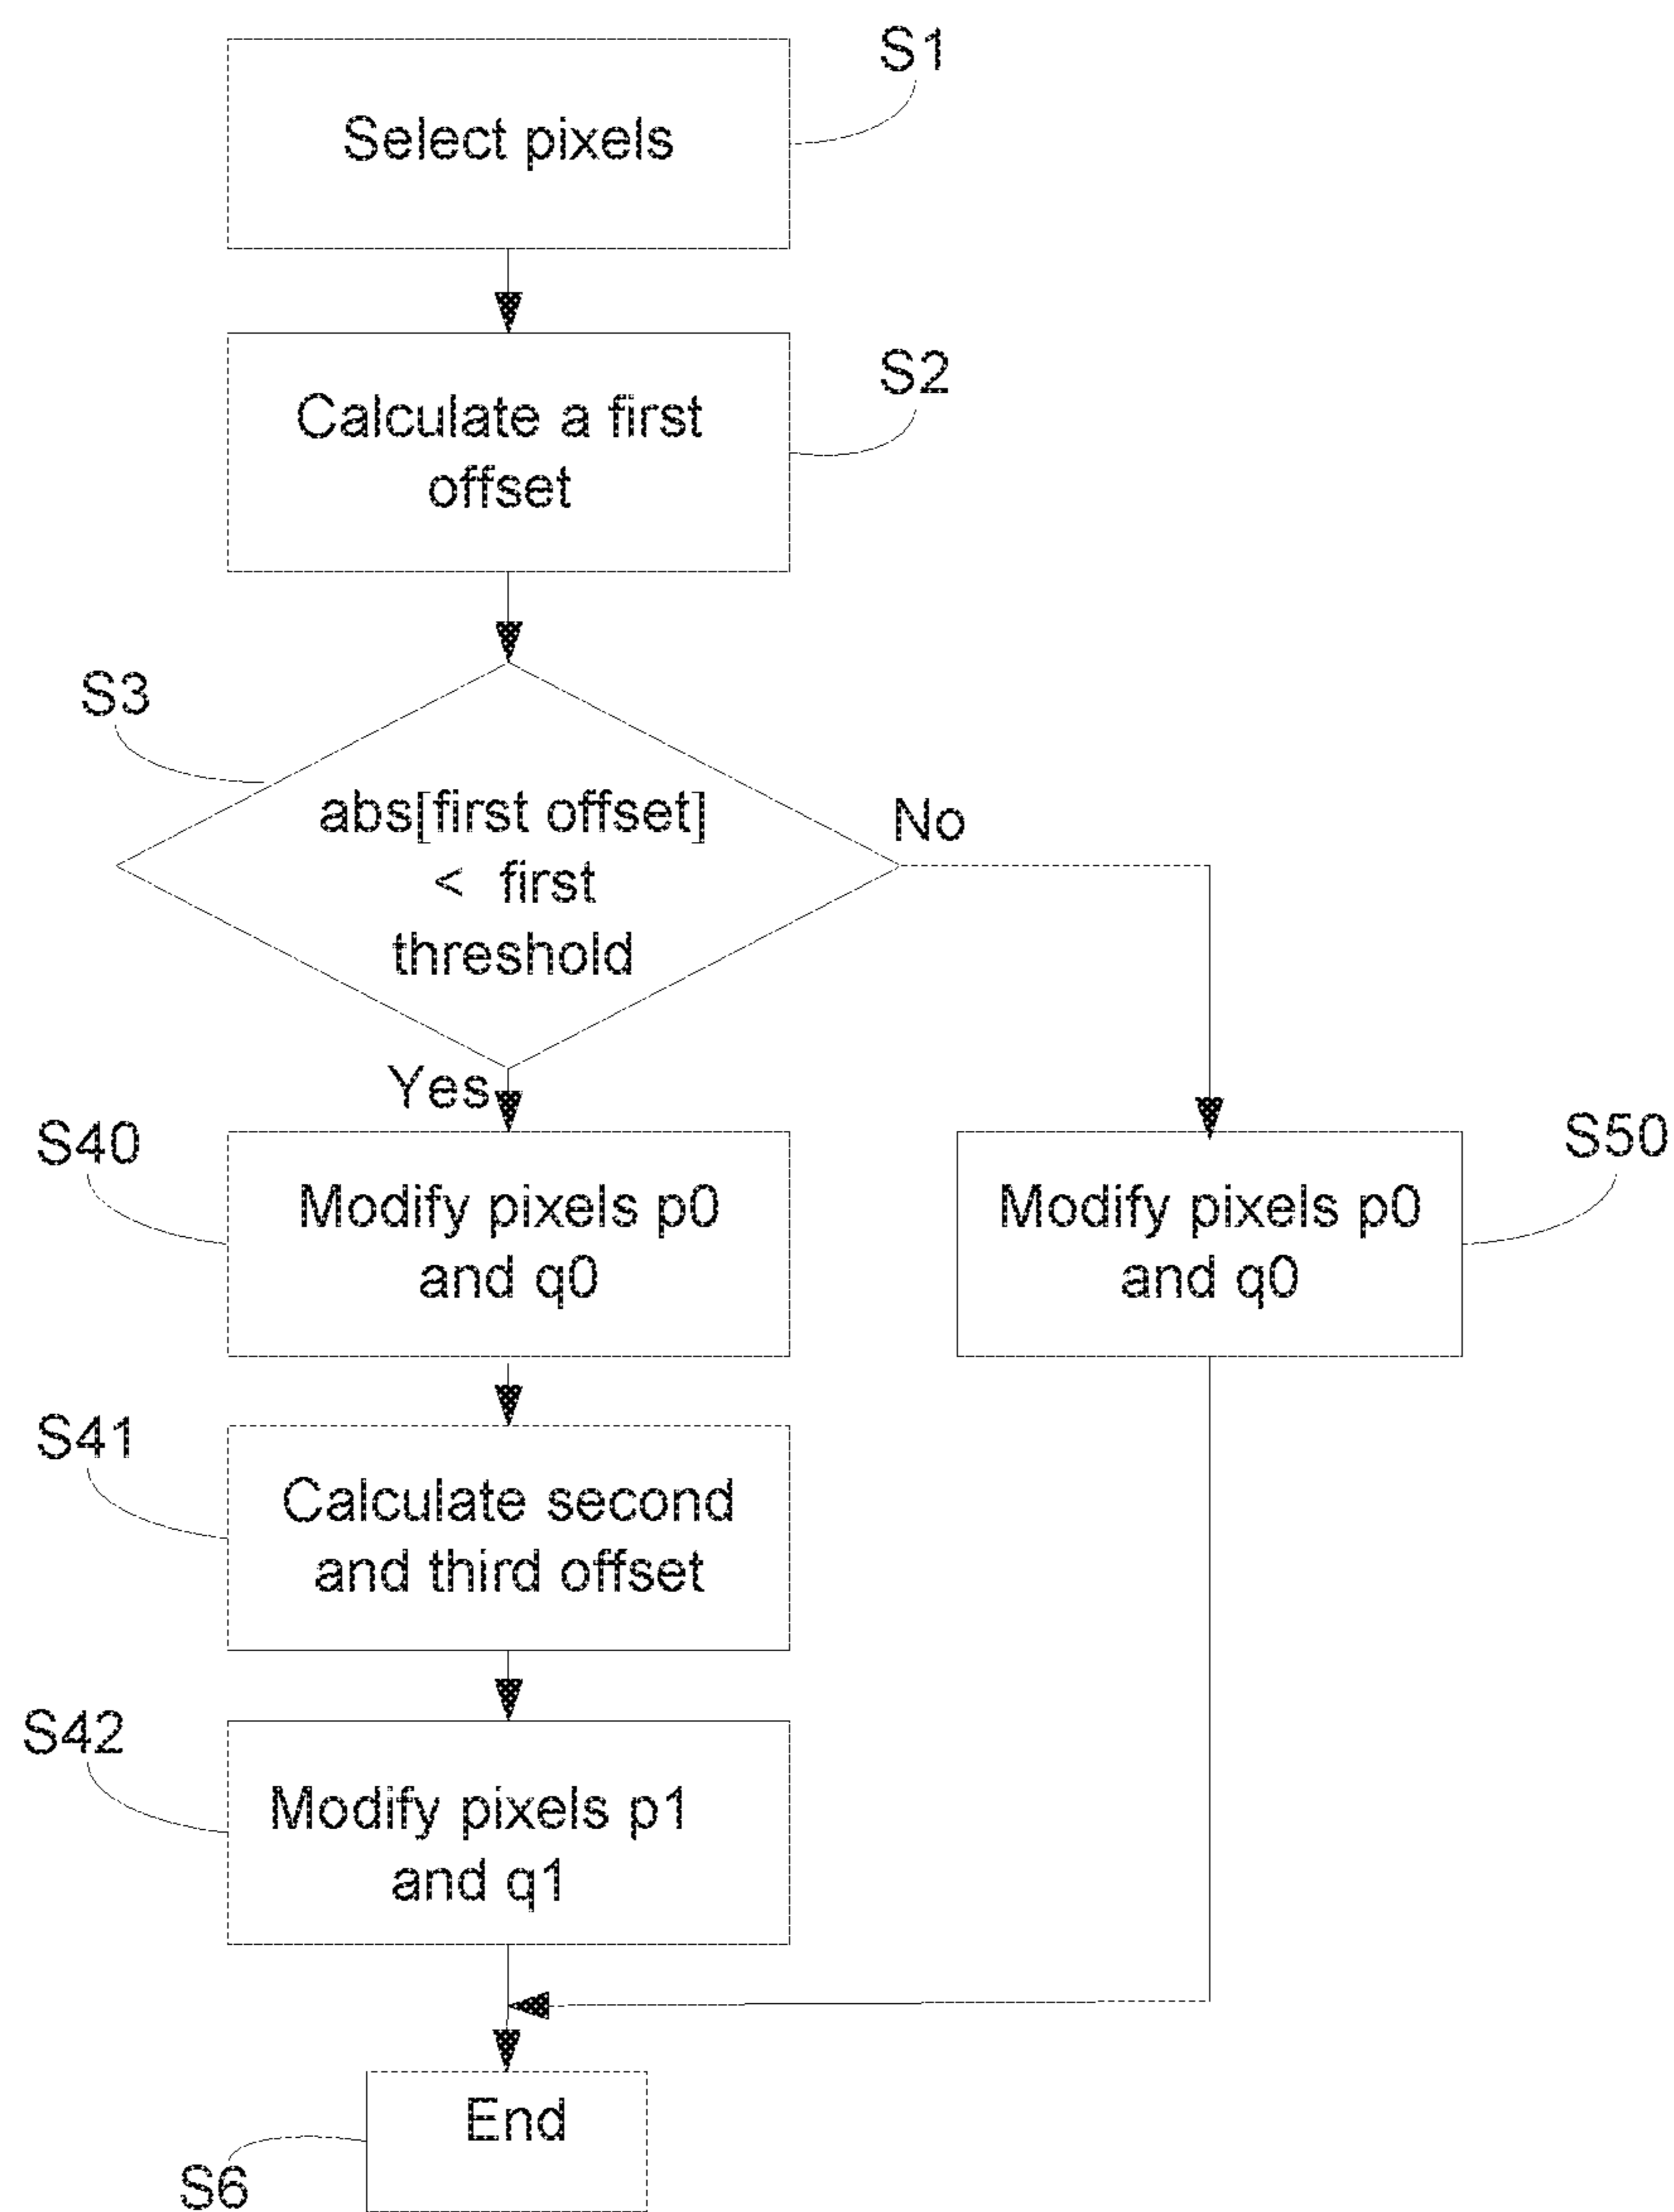 S1
Select pixels
S2
Calculate a first
offset
S3
abs[first offset]
< first
threshold
No
Yes
S40
Modify pixels p0
and q0
S50
Modify pixels p0
and q0
S41
Calculate second
and third offset
S42
Modify pixels p1
and q1
End
S6